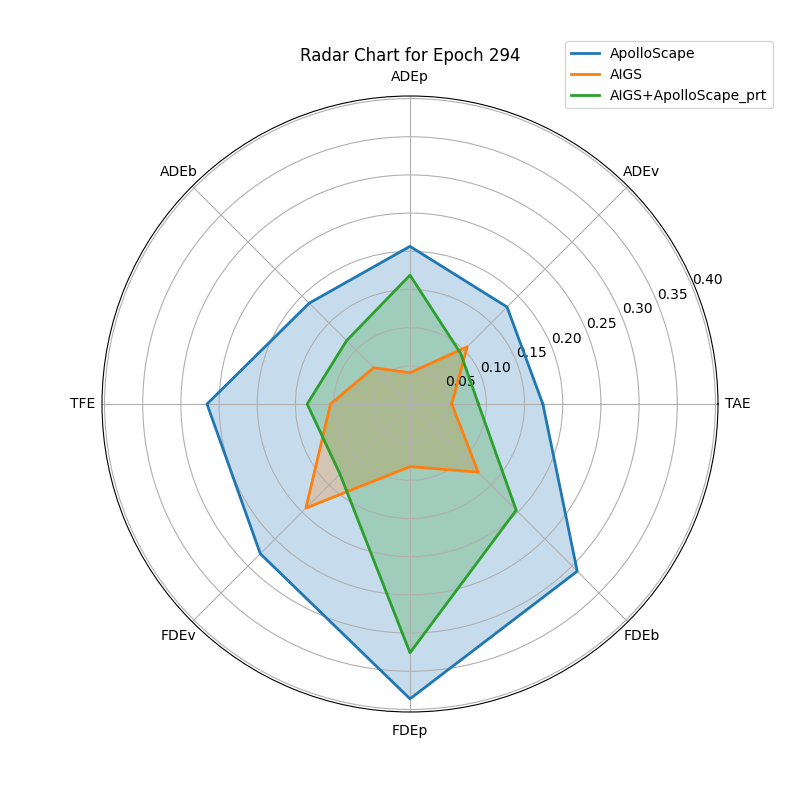 Radar Chart for Epoch 294
ApolloScape
AIGS
AIGS+ApolloScape_prt
ADEp
ADEb
ADEv
0.40
0.35
0.30
0.25
0.20
0.15
0.10
0.05
TFE
TAE
FDEv
FDEb
FDEp